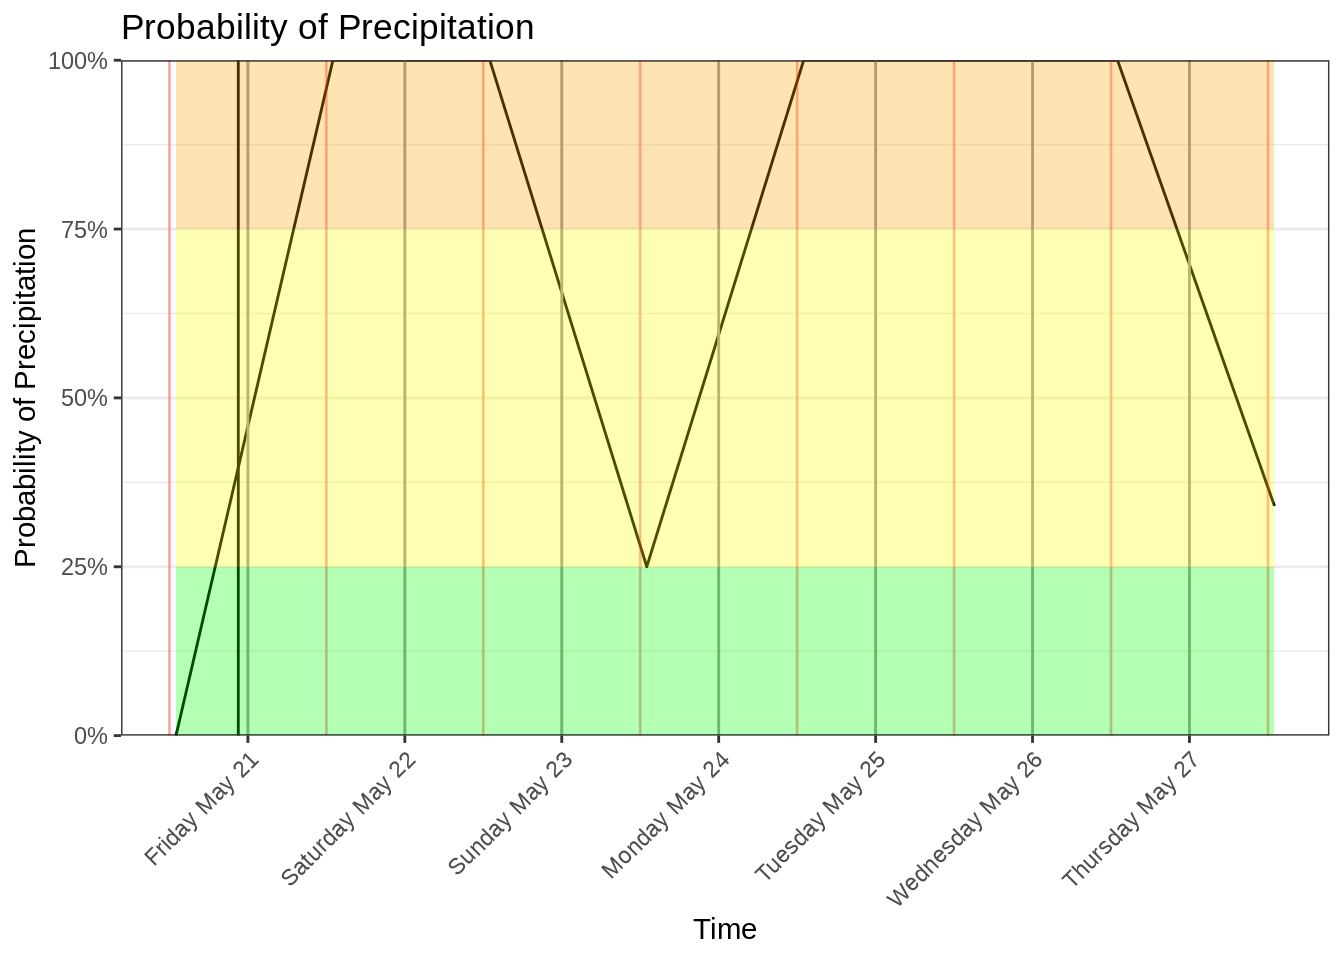 Probability of Precipitation
Probability of Precipitation
100%
75%
50%
25%
0%
Friday May 21
Saturday May 22
Sunday May 23
Monday May 24
Tuesday May 25
Wednesday May 26
Thursday May 27
Time